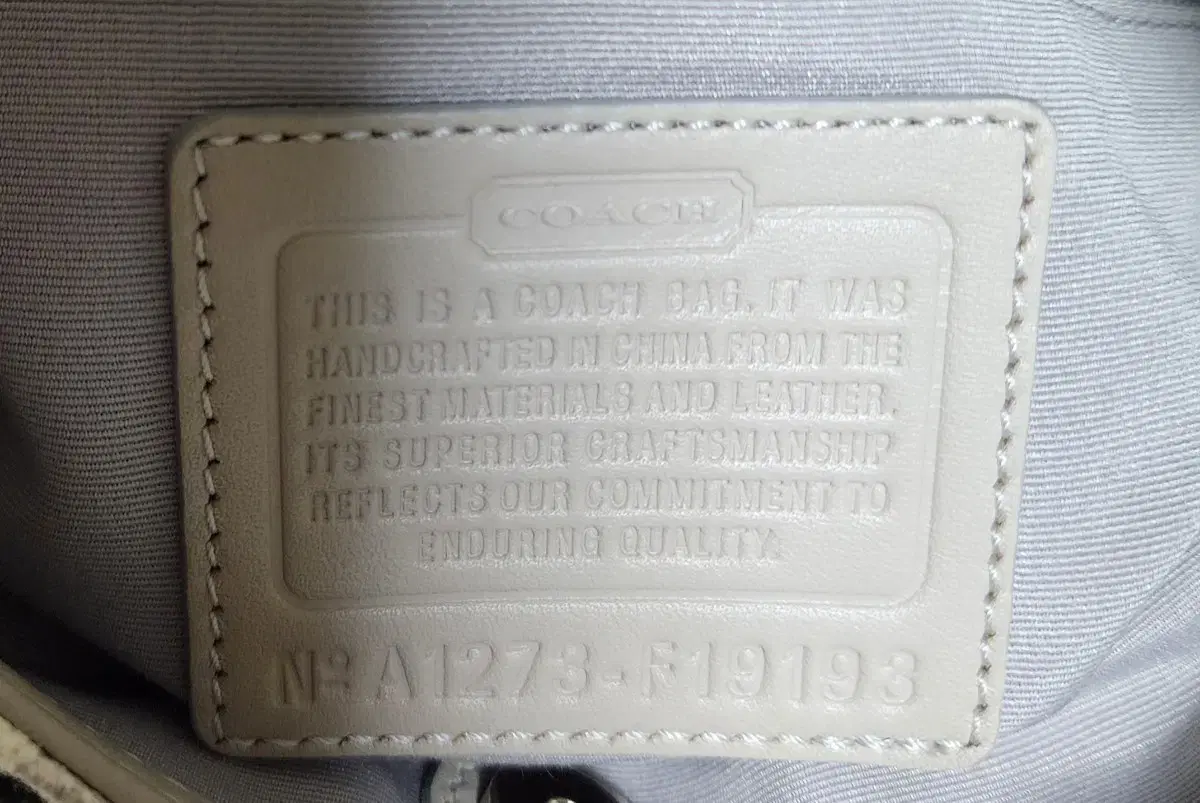 COACH
THIS IS A COACH BAG. IT WAS
HANDCRAFTED IN CHINA FROM THE
FINEST MATERIALS AND LEATHER.
ITS SUPERIOR CRAFTSMANSHIP
REFLECTS OUR COMMITMENT TO
ENDURING QUALITY.
Nº A1273-F19193